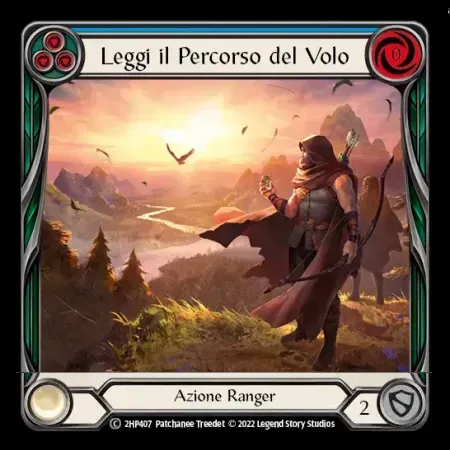 Leggi il Percorso del Volo
0
Azione Ranger
2
© 2HP407 Patchanee Treedet © 2022 Legend Story Studios